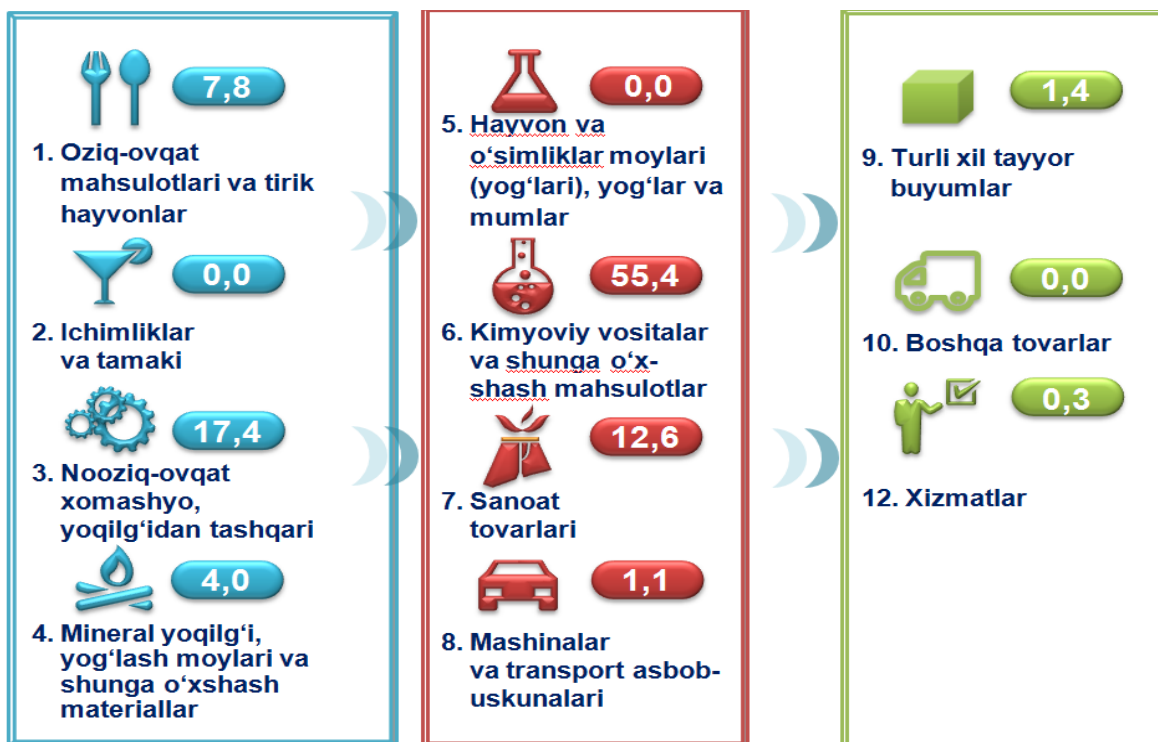 7,8
1. Oziq-ovqat
mahsulotlari va tirik
hayvonlar
0,0
2. Ichimliklar
va tamaki
17,4
3. Nooziq-ovqat
xomashyo,
yoqilg‘idan tashqari
4,0
4. Mineral yoqilg‘i,
yog‘lash moylari va
shunga o‘xshash
materiallar
0,0
5. Hayvon va
o‘simliklar moylari
(yog‘lari), yog‘lar va
mumlar
55,4
6. Kimyoviy vositalar
va shunga o‘x-
shash mahsulotlar
12,6
7. Sanoat
tovarlari
1,1
8. Mashinalar
va transport asbob-
uskunalari
1,4
9. Turli xil tayyor
buyumlar
0,0
10. Boshqa tovarlar
0,3
12. Xizmatlar